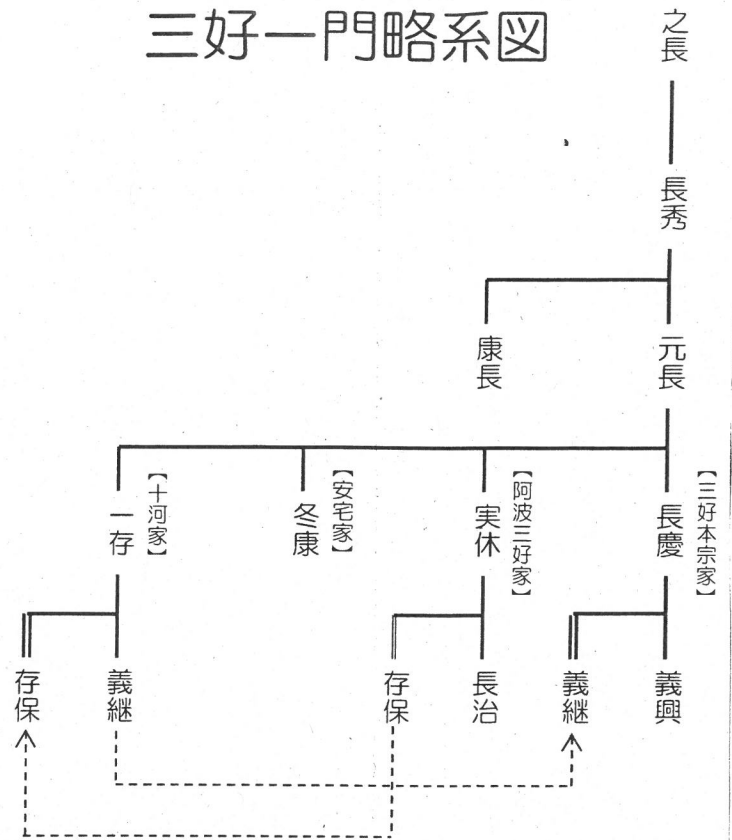 三好一門略系図
之長
長秀
元長
康長
【三好本宗家】
長慶
【阿波三好家】
実休
【安宅家】
冬康
【十河家】
一存
義興
義継
長治
存保
義継
存保